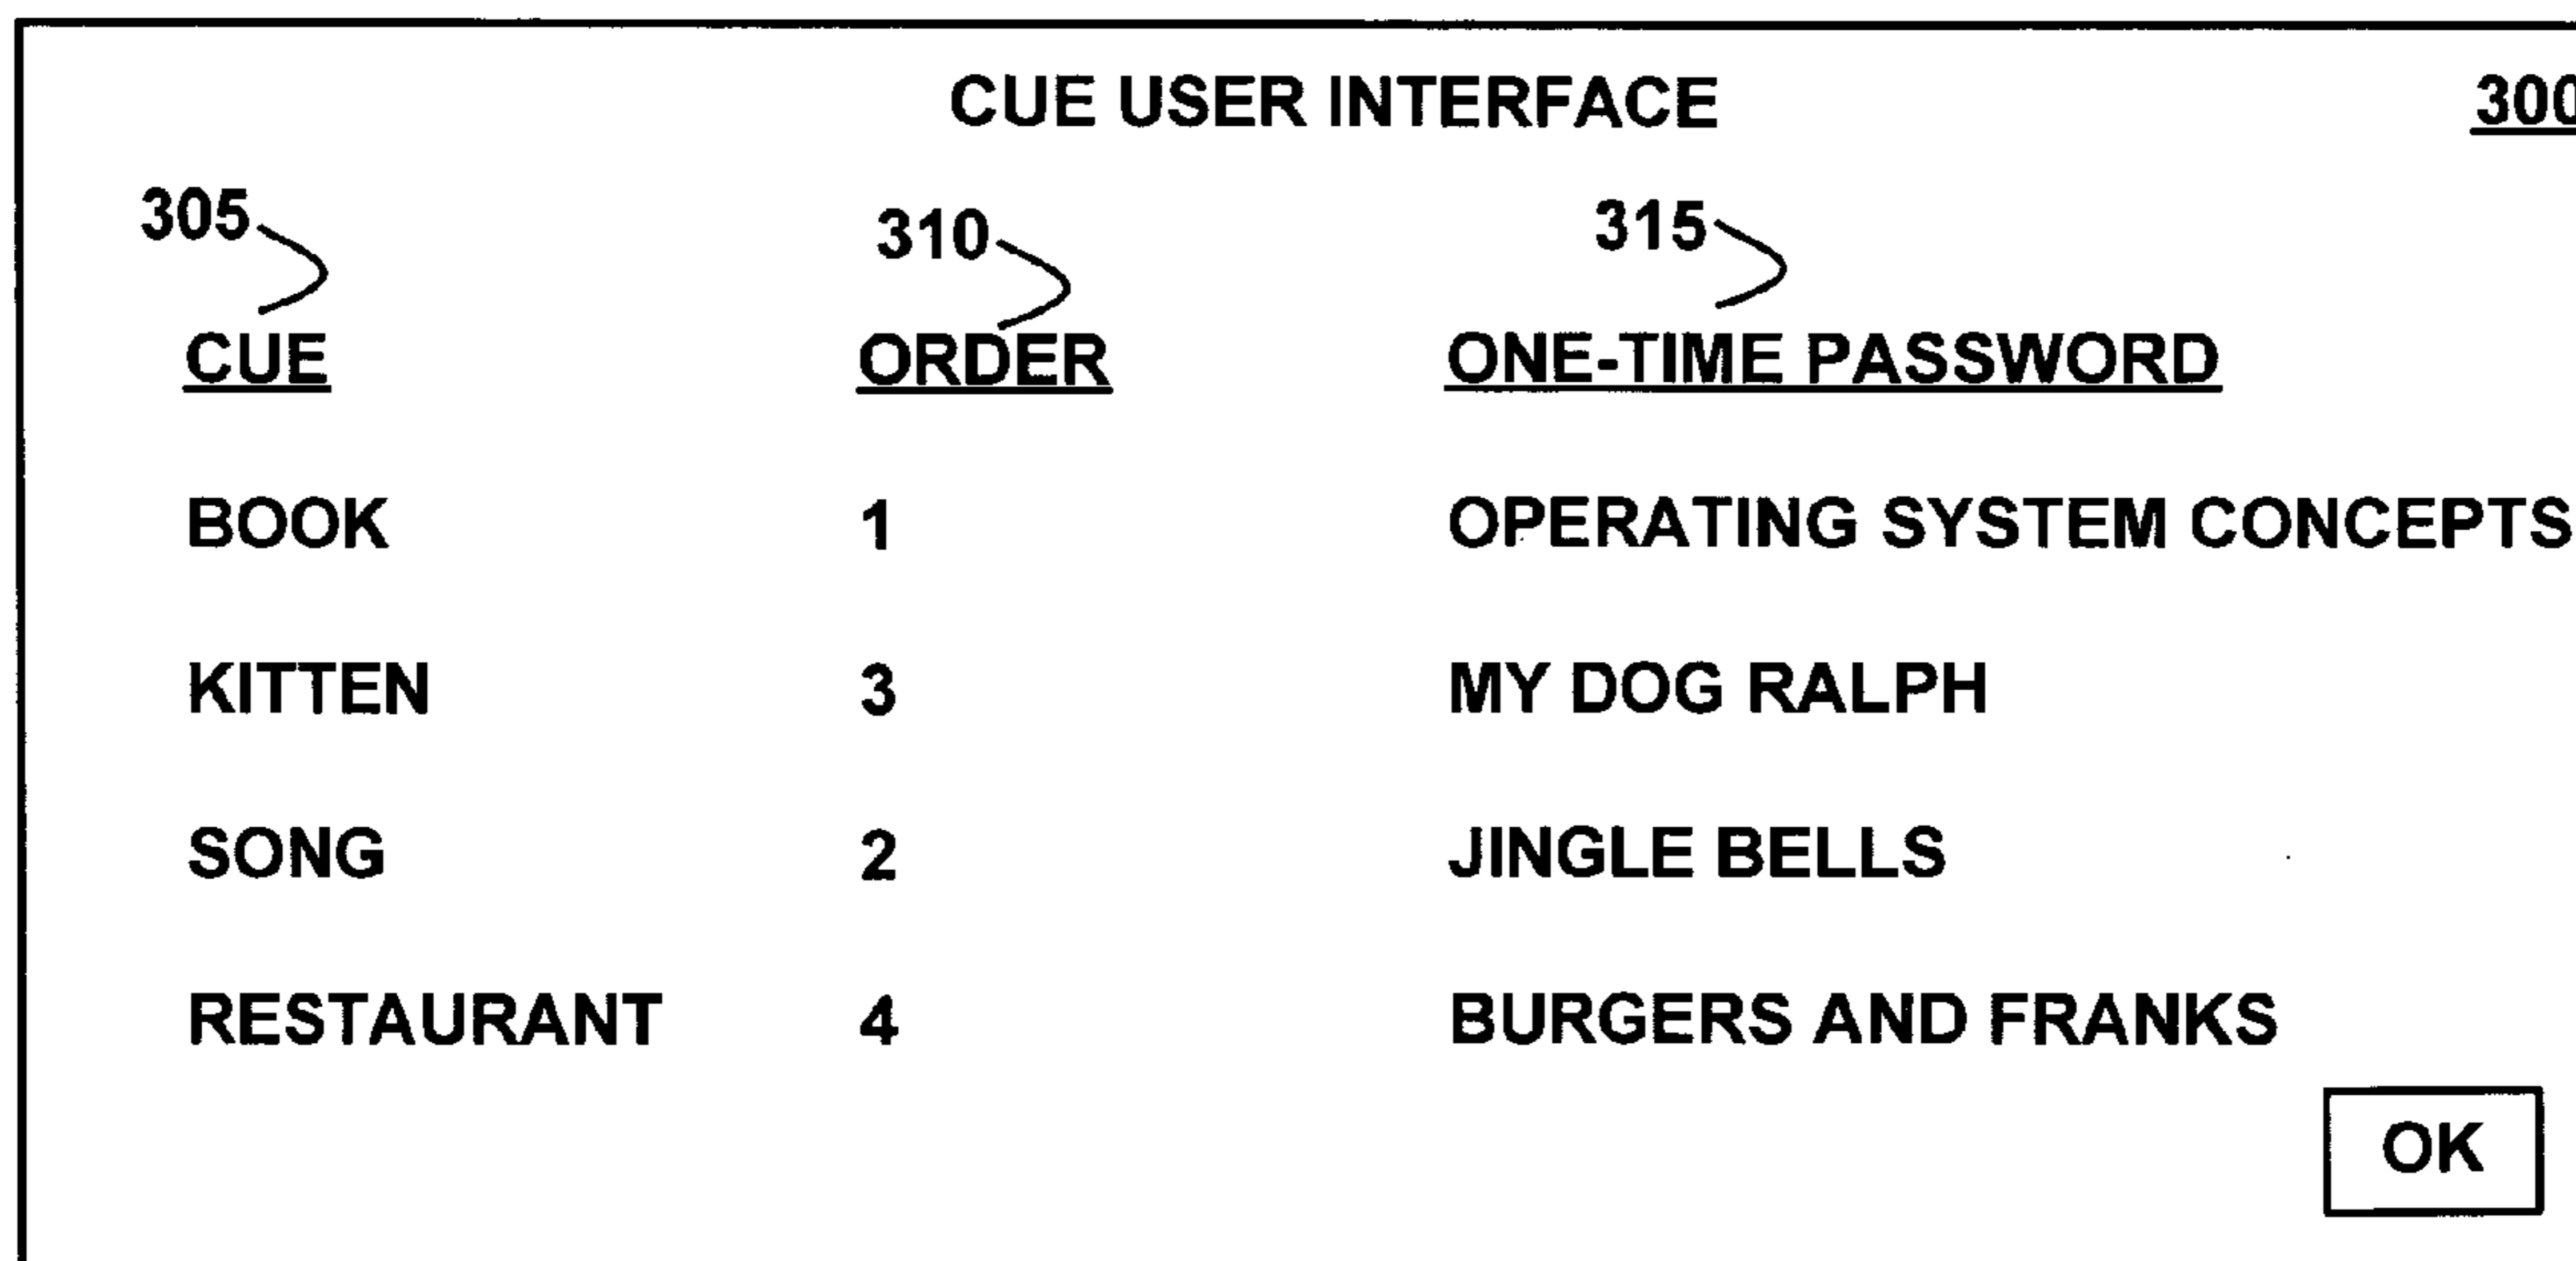 CUE USER INTERFACE 300
305 310 315
CUE ORDER ONE-TIME PASSWORD
BOOK 1 OPERATING SYSTEM CONCEPTS
KITTEN 3 MY DOG RALPH
SONG 2 JINGLE BELLS
RESTAURANT 4 BURGERS AND FRANKS
OK